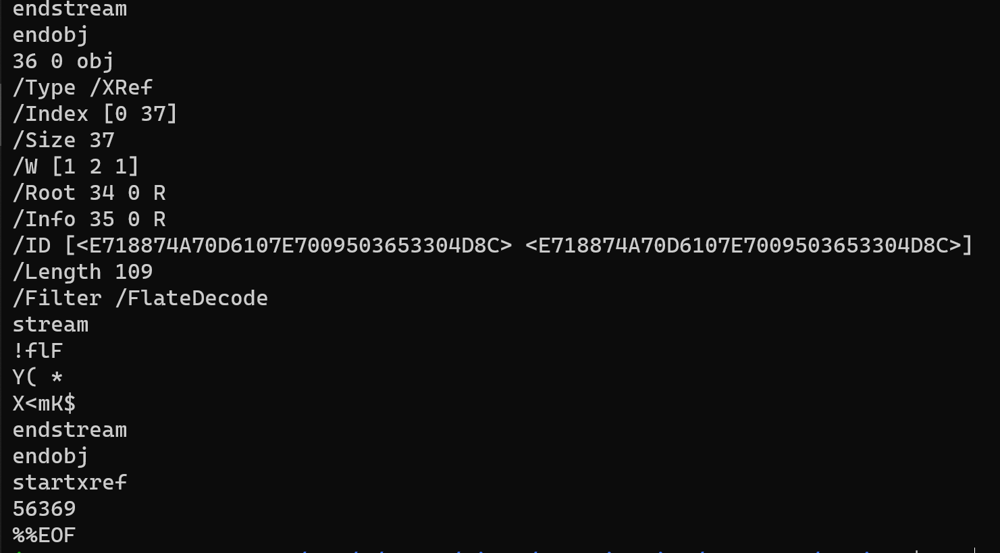 endstream
endobj
36 0 obj
/Type /XRef
/Index [0 37]
/Size 37
/W [1 2 1]
/Root 34 0 R
/Info 35 0 R
/ID [<E718874A70D6107E7009503653304D8C> <E718874A70D6107E7009503653304D8C>]
/Length 109
/Filter /FlateDecode
stream
!flF
Y( *
X<mK$
endstream
endobj
startxref
56369
%%EOF